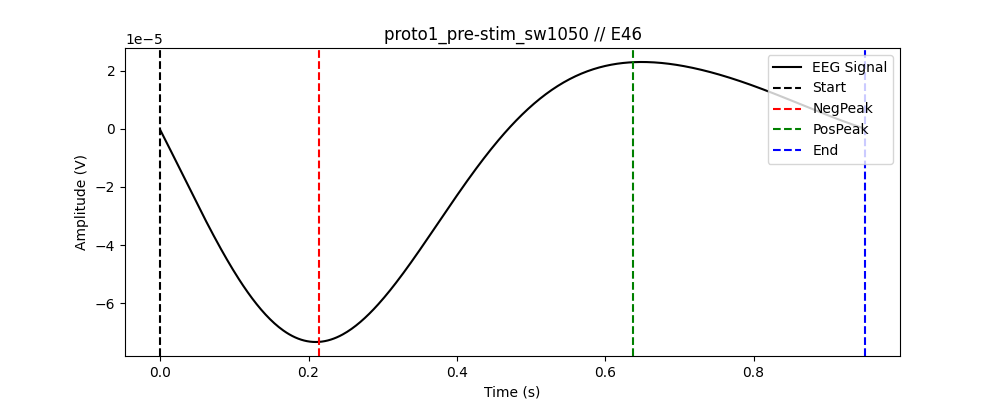 proto1_pre-stim_sw1050 // E46
1e−5
2
0
−2
−4
−6
Amplitude (V)
0.0 0.2 0.4 0.6 0.8
Time (s)
EEG Signal
Start
NegPeak
PosPeak
End